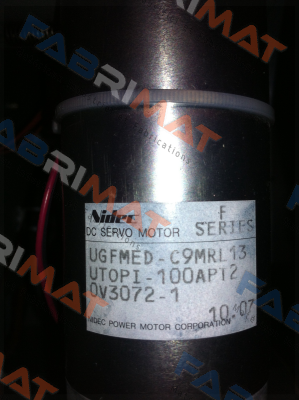 Nidec F
DC SERVO MOTOR SERIES
UGFMED-C9MRL13
UTOPI-100APT2
0V3072-1
10.07
NIDEC POWER MOTOR CORPORATION
FABRIMAT
FABRIMAT
FABRIMAT